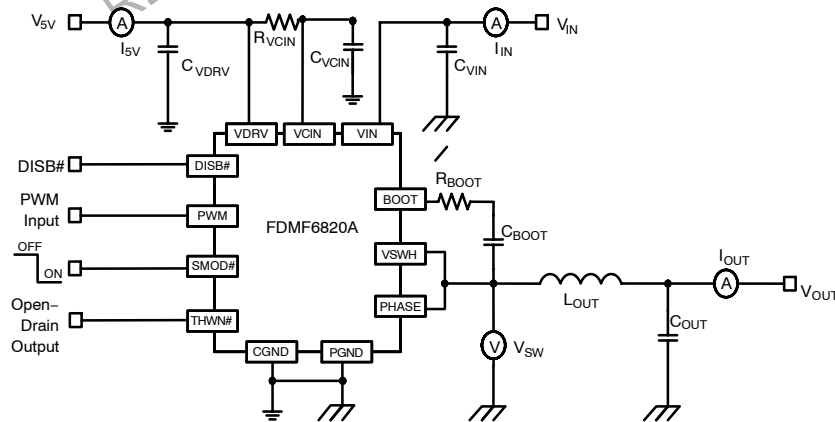 V5V
A
I5V
RVCIN
CVDRV
CVCIN
A
IIN
VIN
CVIN
VDRV
VCIN
VIN
DISB#
DISB#
PWM
Input
PWM
FDMF6820A
BOOT
RBOOT
CBOOT
OFF
ON
SMOD#
VSWH
Open−
Drain
Output
THWN#
PHASE
CGND
PGND
V
VSW
LOUT
IOUT
A
VOUT
COUT